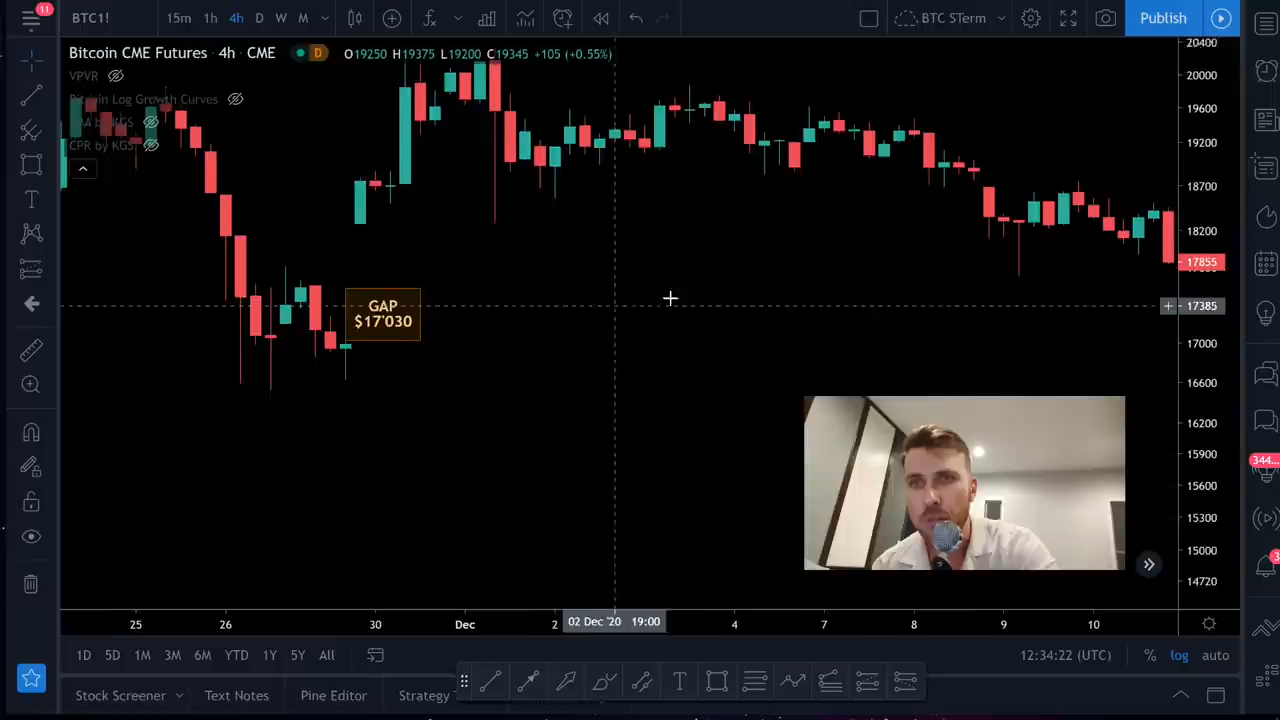 11
BTC1!
15m 1h 4h D W M
BTC STerm
Publish
Bitcoin CME Futures · 4h · CME
D
O19250 H19375 L19200 C19345 +105 (+0.55%)
VPVR
Bitcoin Log Growth Curves
CPR by KGS
GAP
$17'030
20400
20000
19600
19200
18700
18200
17855
17385
17000
16600
16200
15900
15600
15300
15000
14720
344...
3
25 26 30 Dec 2 02 Dec '20 19:00 4 7 8 9 10
1D 5D 1M 3M 6M YTD 1Y 5Y All
12:34:22 (UTC) % log auto
Stock Screener Text Notes Pine Editor Strategy